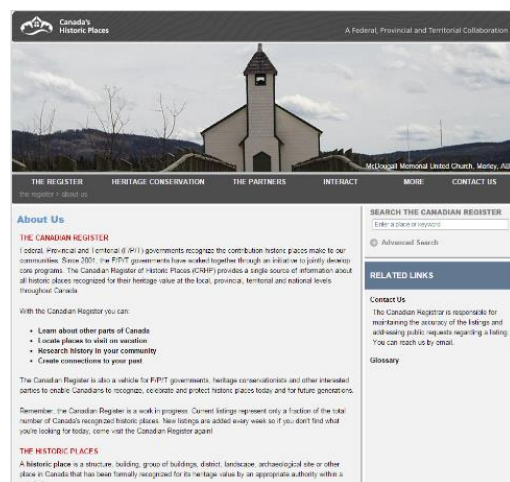 Canada's
Historic Places
A Federal, Provincial and Territorial Collaboration
McDougall Memorial United Church, Morley, AB
THE REGISTER HERITAGE CONSERVATION THE PARTNERS INTERACT MORE CONTACT US
the register > about us
About Us
THE CANADIAN REGISTER
Federal, Provincial and Territorial (F/P/T) governments recognize the contribution historic places make to our
communities. Since 2001, the F/P/T governments have worked together through an initiative to jointly develop
core programs. The Canadian Register of Historic Places (CRHP) provides a single source of information about
all historic places recognized for their heritage value at the local, provincial, territorial and national levels
throughout Canada.
With the Canadian Register you can:
• Learn about other parts of Canada
• Locate places to visit on vacation
• Research history in your community
• Create connections to your past
The Canadian Register is also a vehicle for F/P/T governments, heritage conservationists and other interested
parties to enable Canadians to recognize, celebrate and protect historic places today and for future generations.
Remember, the Canadian Register is a work in progress. Current listings represent only a fraction of the total
number of Canada's recognized historic places. New listings are added every week so if you don't find what
you're looking for today, come visit the Canadian Register again!
THE HISTORIC PLACES
A historic place is a structure, building, group of buildings, district, landscape, archaeological site or other
place in Canada that has been formally recognized for its heritage value by an appropriate authority within a
SEARCH THE CANADIAN REGISTER
Enter a place or keyword
Advanced Search
RELATED LINKS
Contact Us
The Canadian Registrar is responsible for
maintaining the accuracy of the listings and
addressing public requests regarding a listing.
You can reach us by email.
Glossary